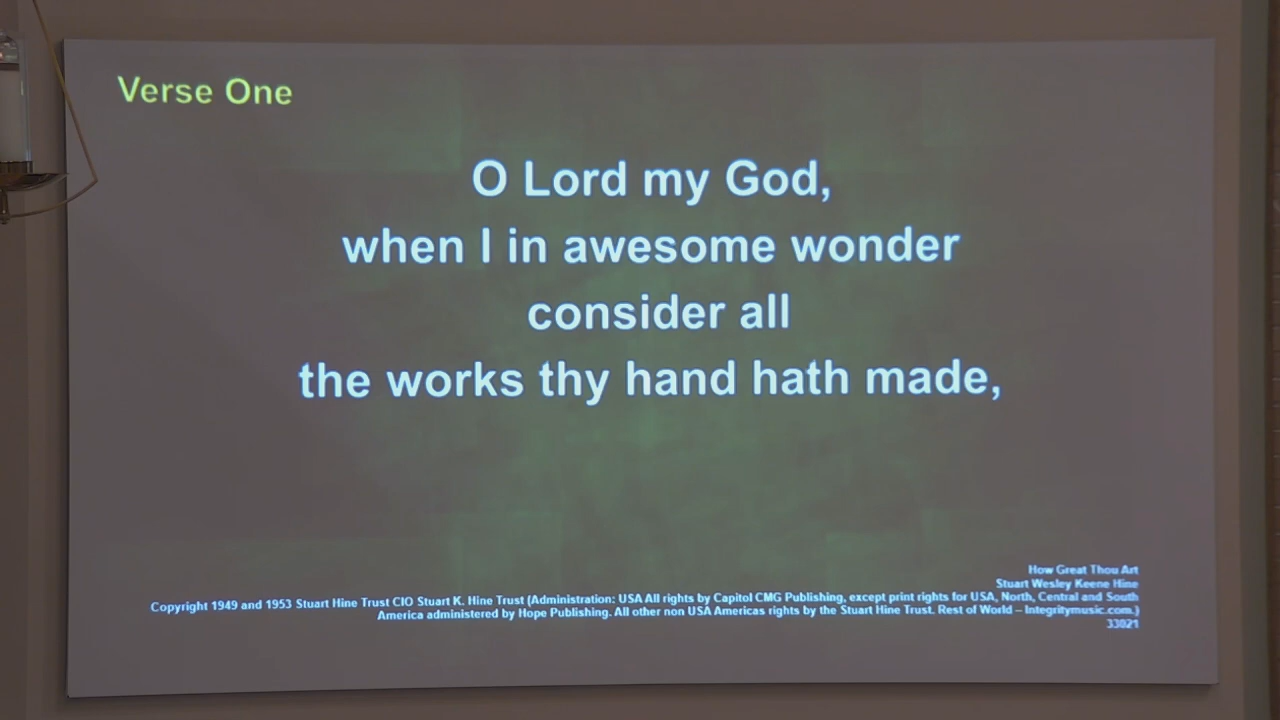 Verse One
O Lord my God,
when I in awesome wonder
consider all
the works thy hand hath made,
How Great Thou Art
Stuart Wesley Keene Hine
Copyright 1949 and 1953 Stuart Hine Trust CIO Stuart K. Hine Trust (Administration: USA All rights by Capitol CMG Publishing, except print rights for USA, North, Central and South
America administered by Hope Publishing. All other non USA Americas rights by the Stuart Hine Trust. Rest of World – Integritymusic.com.)
33021